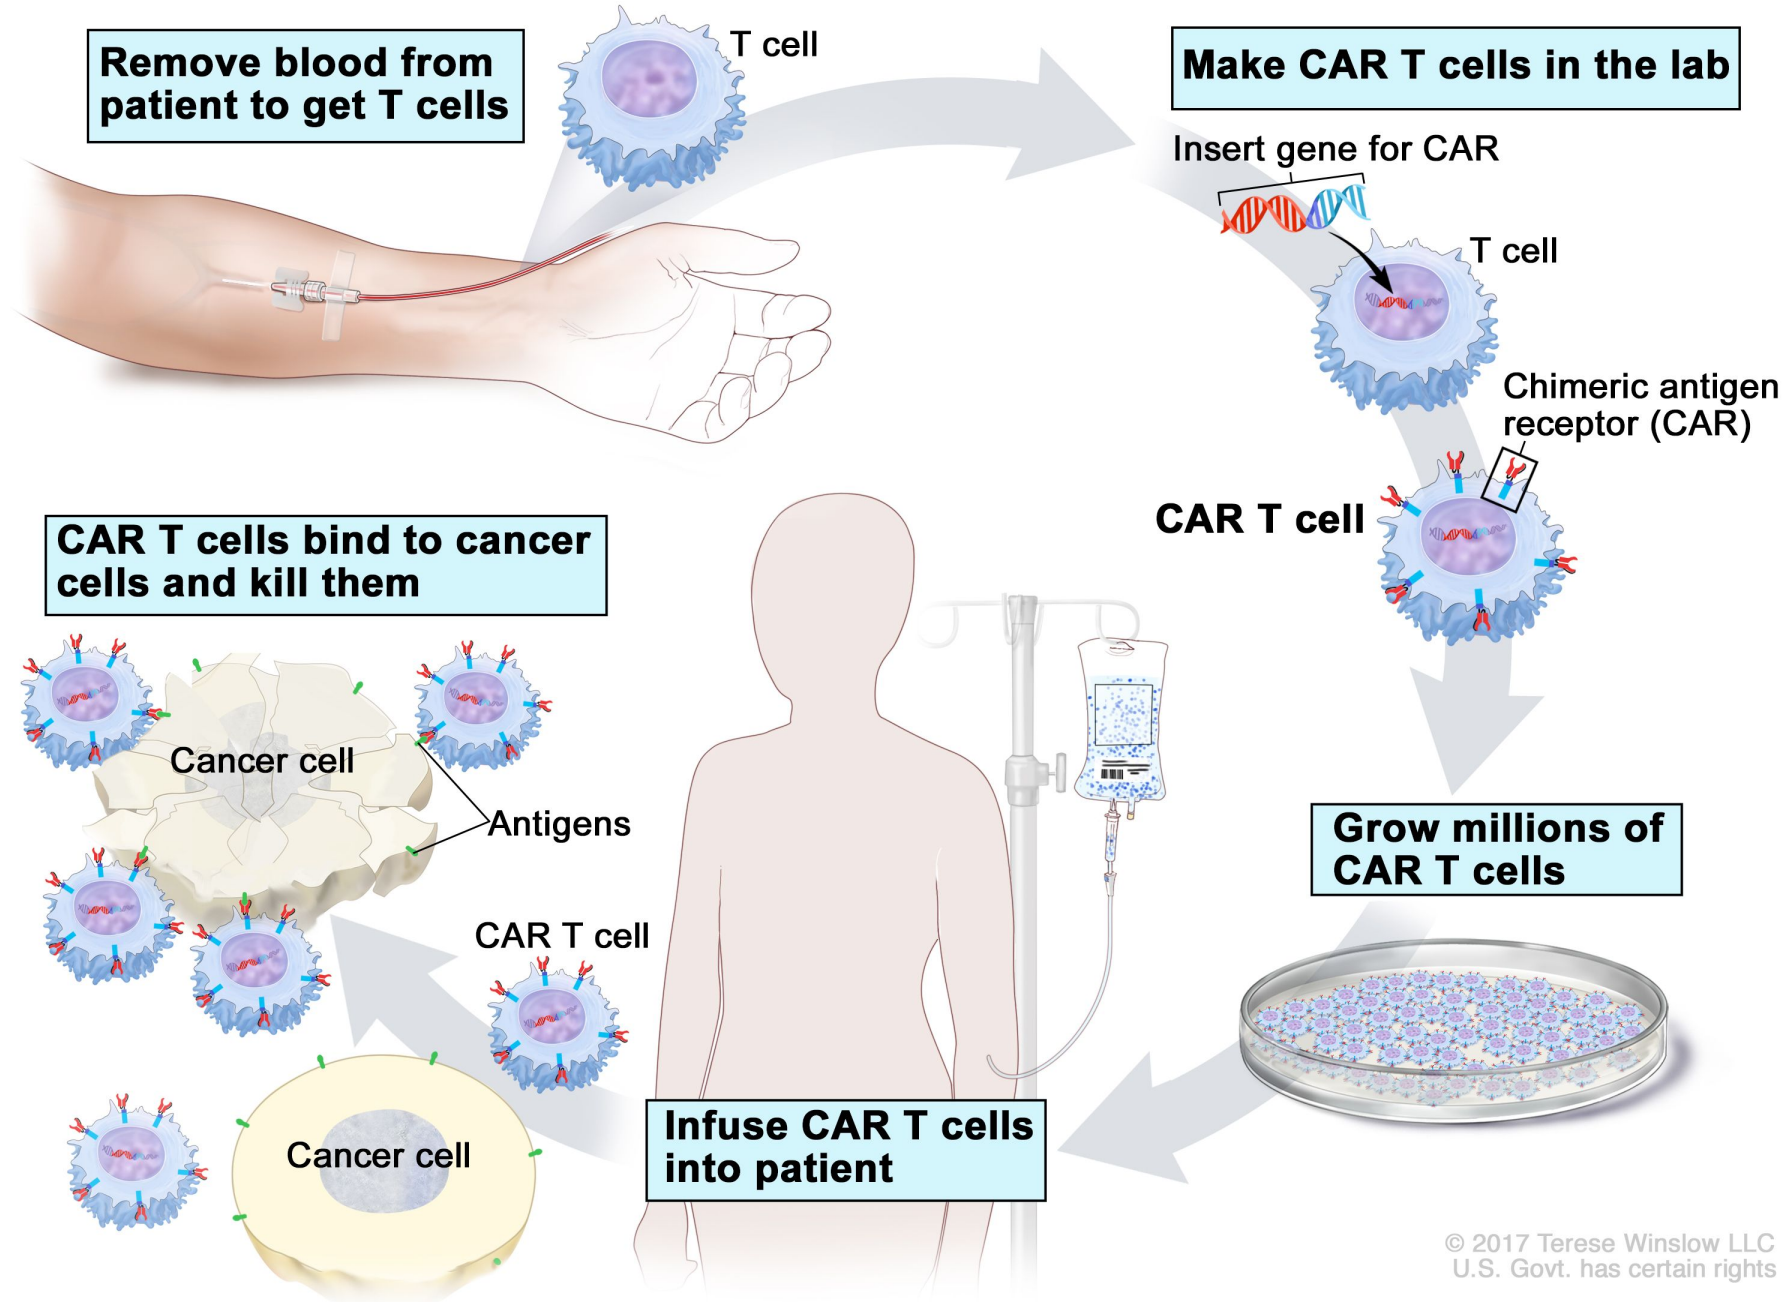 Remove blood from
patient to get T cells
T cell
Make CAR T cells in the lab
Insert gene for CAR
T cell
Chimeric antigen
receptor (CAR)
CAR T cell
Grow millions of
CAR T cells
Infuse CAR T cells
into patient
CAR T cells bind to cancer
cells and kill them
Cancer cell
Antigens
CAR T cell
Cancer cell
© 2017 Terese Winslow LLC
U.S. Govt. has certain rights